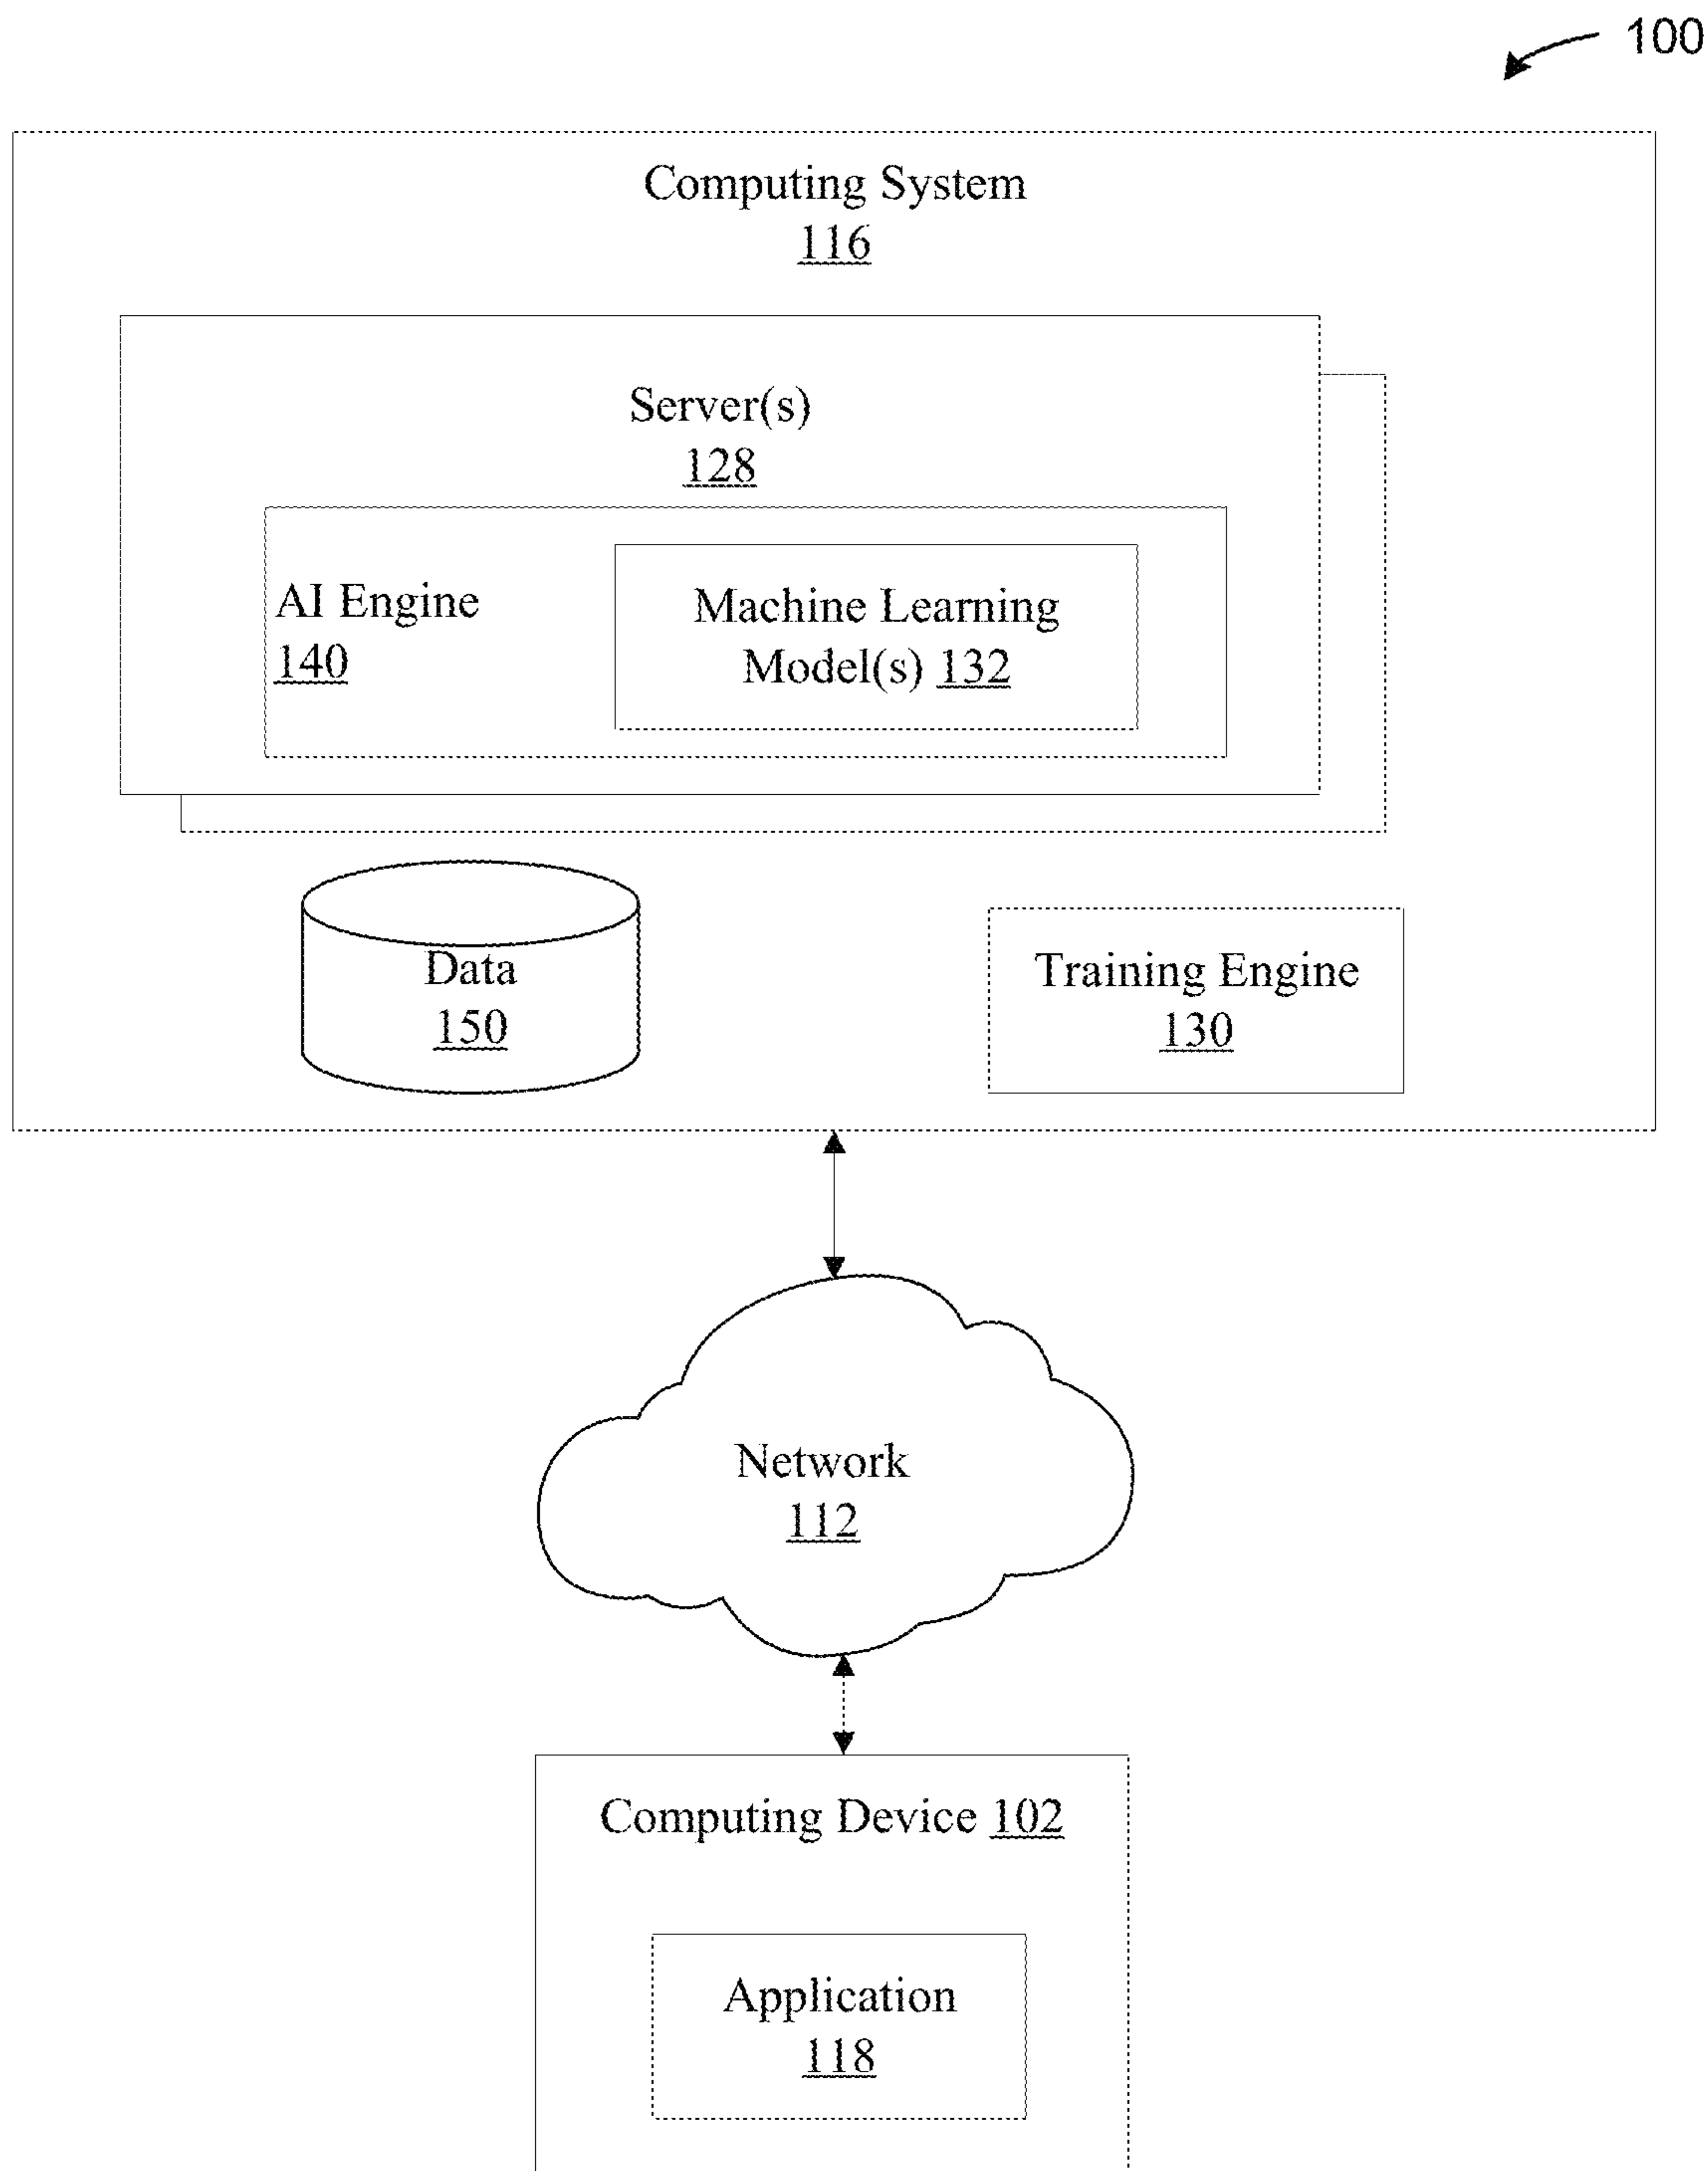 100
Computing System
116
Server(s)
128
AI Engine
140
Machine Learning
Model(s) 132
Data
150
Training Engine
130
Network
112
Computing Device 102
Application
118